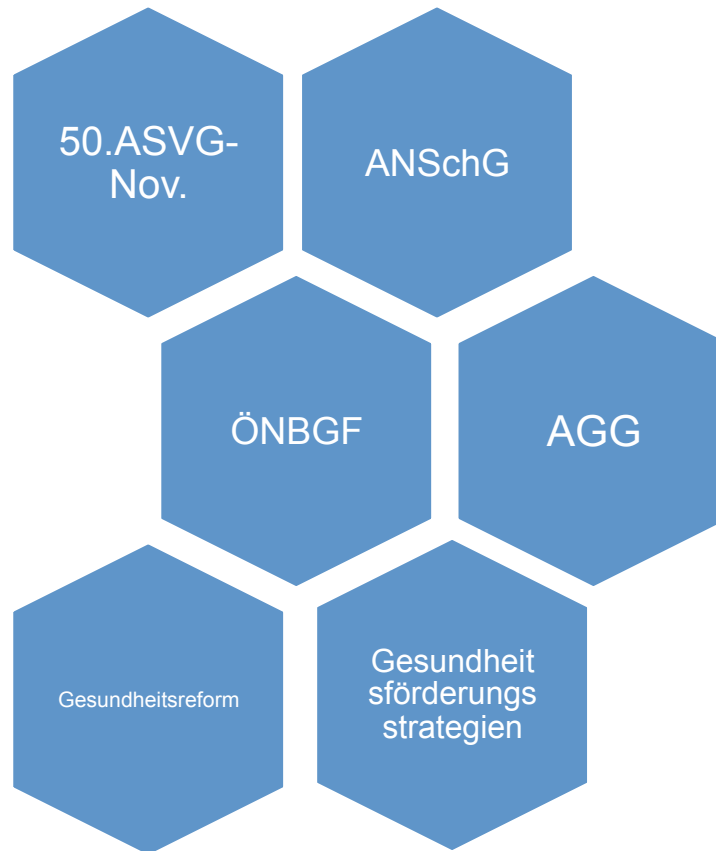 50.ASVG-
Nov.
ANSchG
ÖNBGF
AGG
Gesundheitsreform
Gesundheit
sförderungs
strategien